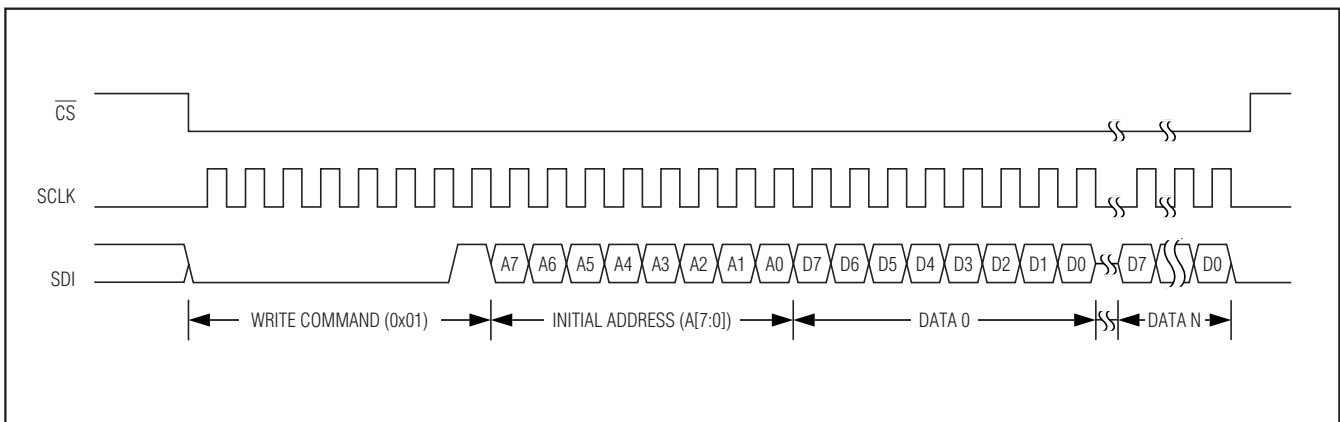 CS
SCLK
SDI
A7 A6 A5 A4 A3 A2 A1 A0 D7 D6 D5 D4 D3 D2 D1 D0 D7 D0
WRITE COMMAND (0x01) INITIAL ADDRESS (A[7:0]) DATA 0 DATA N